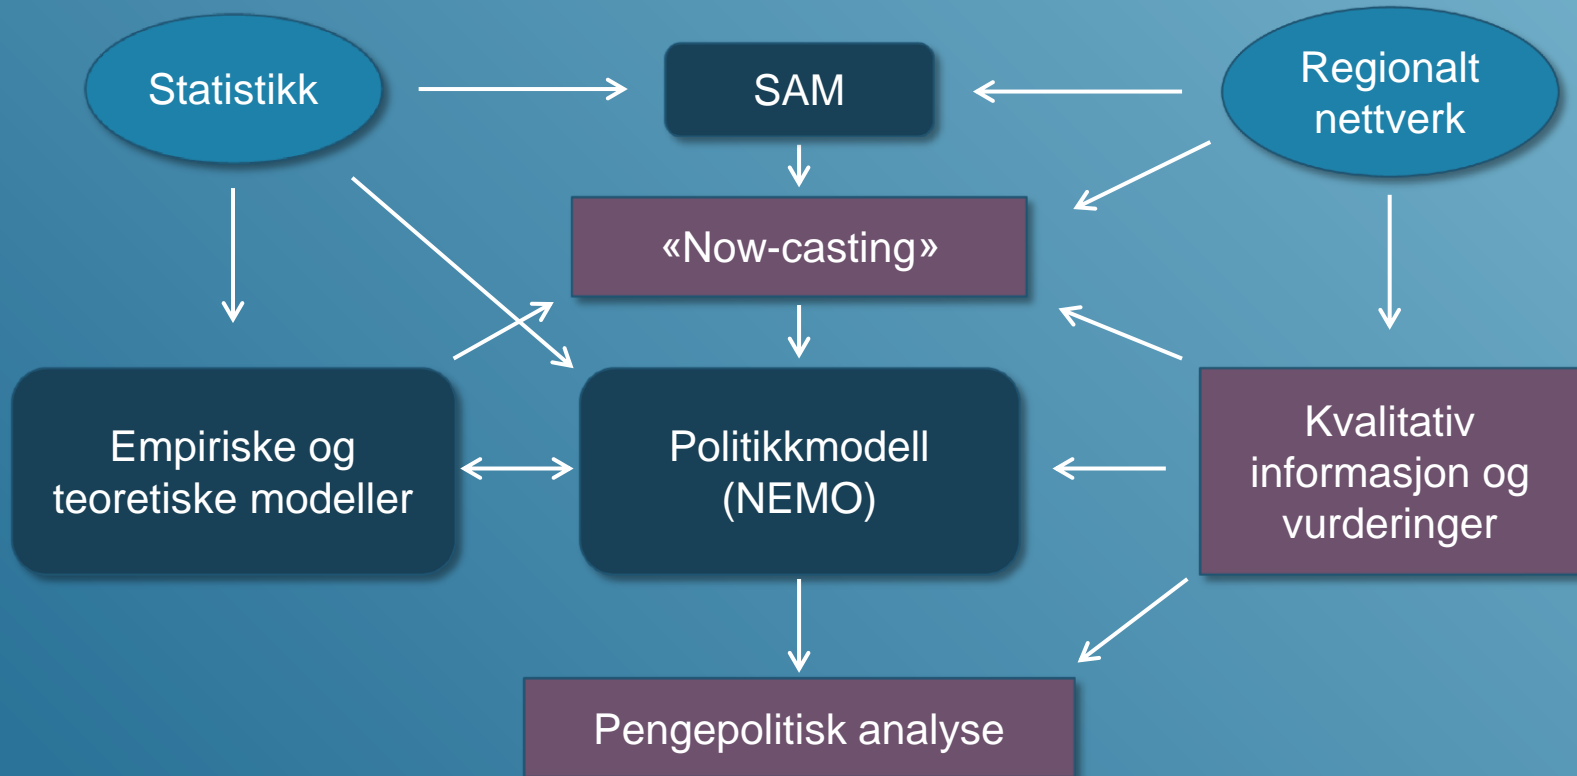 Statistikk
SAM
Regionalt
nettverk
«Now-casting»
Empiriske og
teoretiske modeller
Politikkmodell
(NEMO)
Kvalitativ
informasjon og
vurderinger
Pengepolitisk analyse